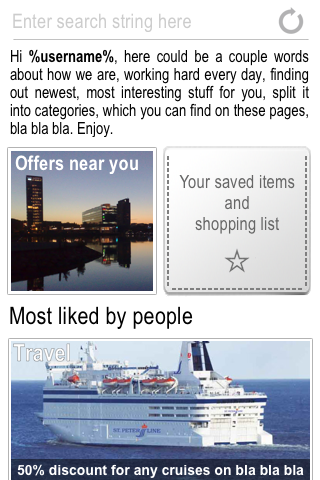 Enter search string here
Hi %username%, here could be a couple words
about how we are, working hard every day, finding
out newest, most interesting stuff for you, split it
into categories, which you can find on these pages,
bla bla bla. Enjoy.
Offers near you
Your saved items
and
shopping list
Most liked by people
Travel
ST. PETER LINE
50% discount for any cruises on bla bla bla